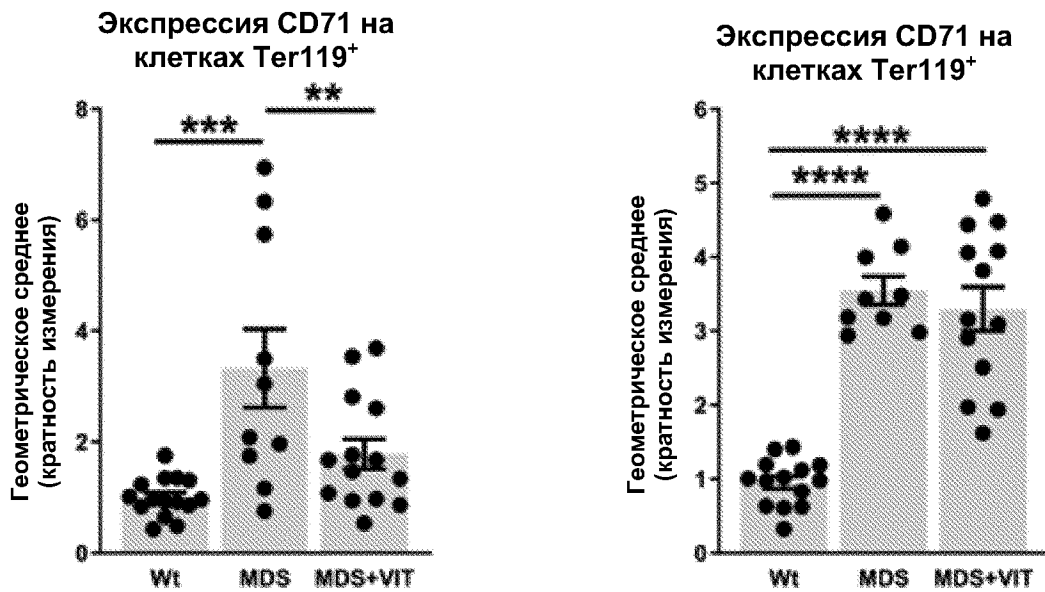 Экспрессия CD71 на
клетках Ter119+
***
**
8
6
4
2
0
Геометрическое среднее
(кратность измерения)
Wt
MDS
MDS+VIT
Экспрессия CD71 на
клетках Ter119+
****
****
6
5
4
3
2
1
0
Геометрическое среднее
(кратность измерения)
Wt
MDS
MDS+VIT